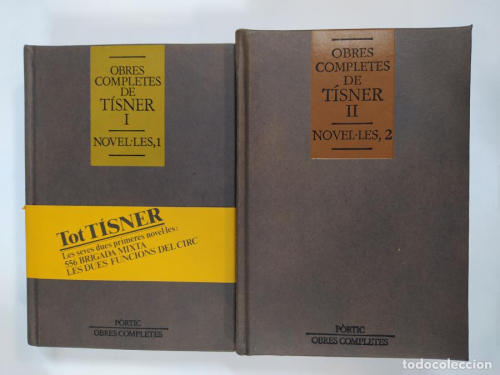 OBRES
COMPLETES
DE
TÍSNER
I
NOVEL·LES,1
Tot TÍSNER
Les seves dues primeres novel·les:
556 BRIGADA MIXTA
LES DUES FUNCIONS DEL CIRC
PÒRTIC
OBRES COMPLETES
OBRES
COMPLETES
DE
TÍSNER
II
NOVEL·LES, 2
PÒRTIC
OBRES COMPLETES
todocoleccion.net